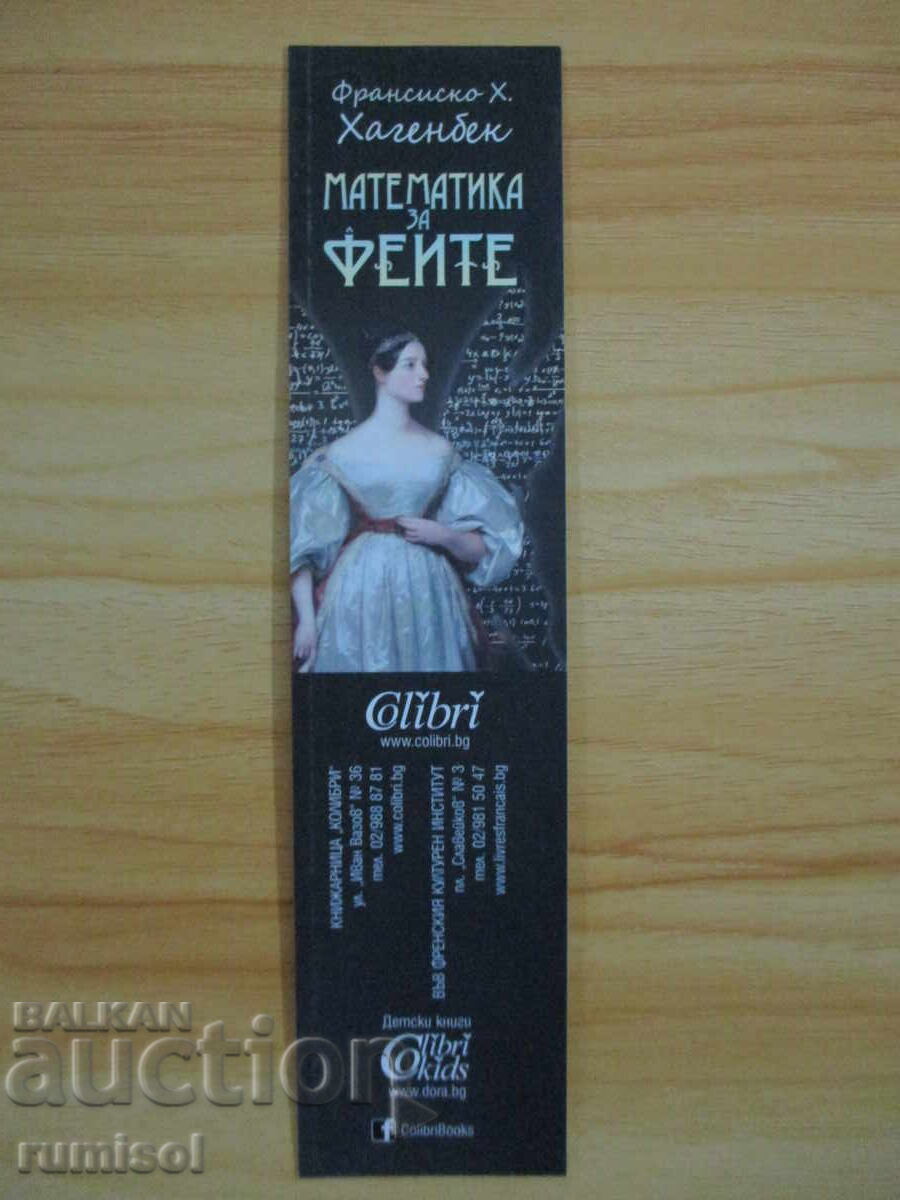 Франсиско Х.
Хагенбек
МАТЕМАТИКА
ЗА
ФЕИТЕ
Colibri
www.colibri.bg
КНИЖАРНИЦА „КОЛИБРИ“
ул. „Иван Вазов“ № 36
тел. 02/988 87 81
www.colibri.bg
ВЪВ ФРЕНСКИЯ КУЛТУРЕН ИНСТИТУТ
пл. „Славейков“ № 3
тел. 02/981 50 47
www.livresfrancais.bg
Детски книги
Colibri
kids
www.dora.bg
f ColibriBooks
BALKAN
auction
rumisol